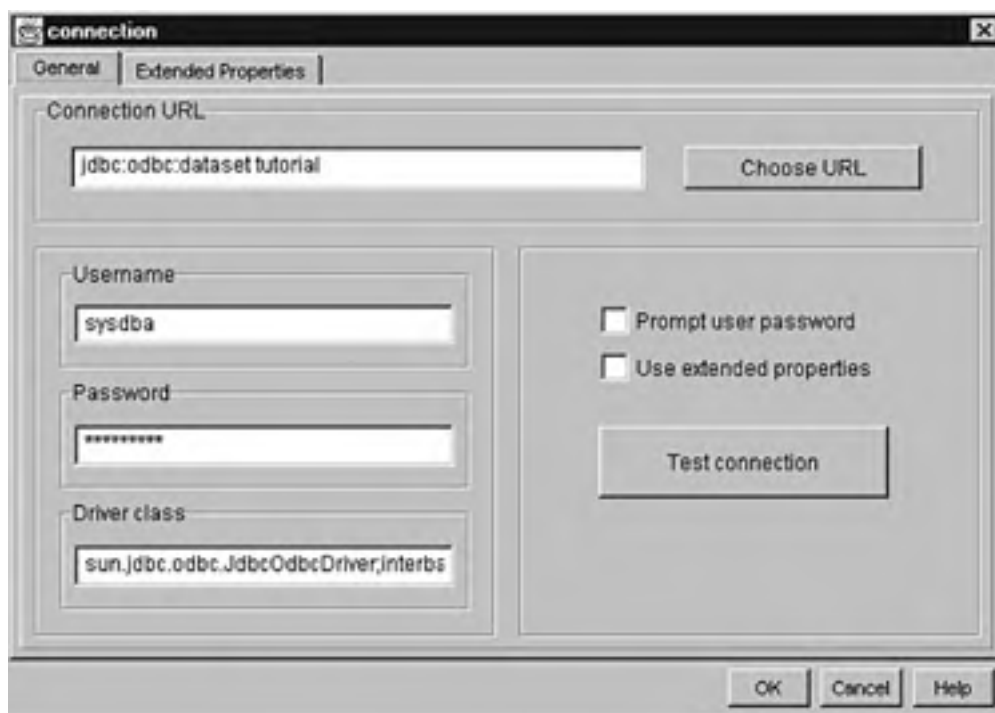 connection
General
Extended Properties
Connection URL
jdbc:odbc:dataset tutorial
Choose URL
Username
sysdba
Password
*********
Driver class
sun.jdbc.odbc.JdbcOdbcDriver;interba
Prompt user password
Use extended properties
Test connection
OK
Cancel
Help